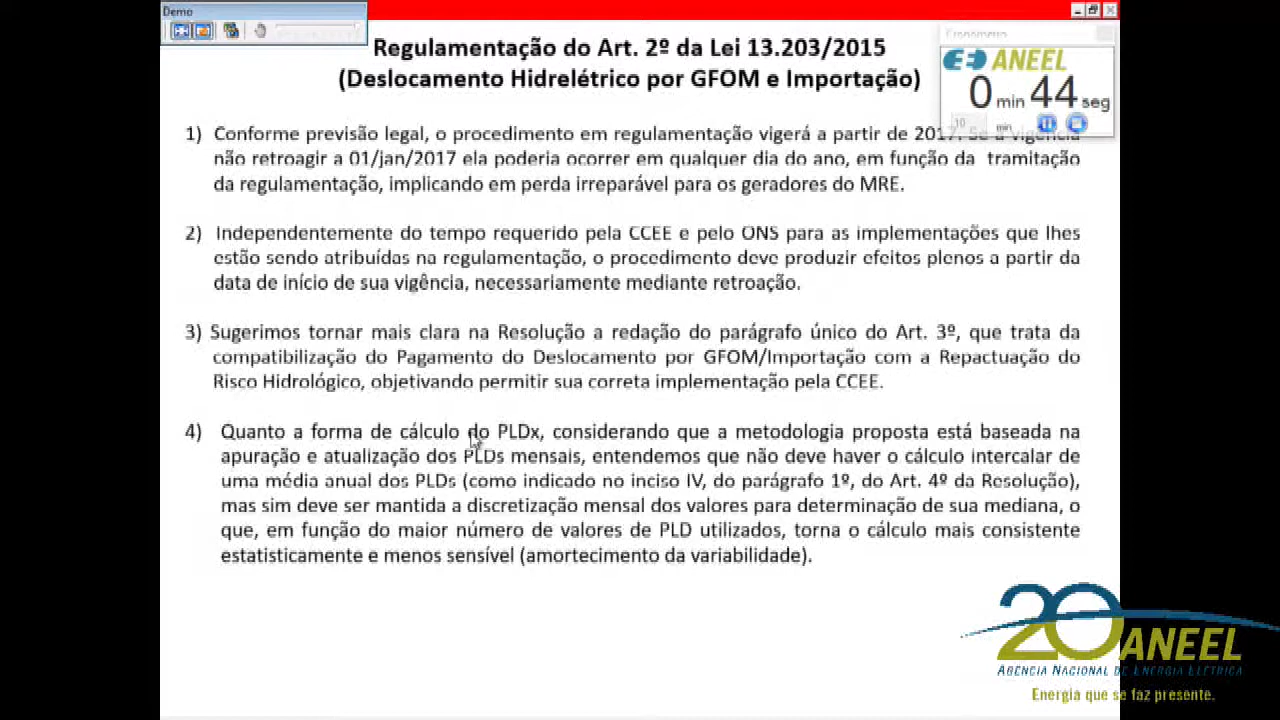 Demo
Regulamentação do Art. 2º da Lei 13.203/2015
(Deslocamento Hidrelétrico por GFOM e Importação)
Cronometro
ANEEL
0 min 44 seg
10 min
1) Conforme previsão legal, o procedimento em regulamentação vigerá a partir de 2017. Se a vigência
não retroagir a 01/jan/2017 ela poderia ocorrer em qualquer dia do ano, em função da tramitação
da regulamentação, implicando em perda irreparável para os geradores do MRE.
2) Independentemente do tempo requerido pela CCEE e pelo ONS para as implementações que lhes
estão sendo atribuídas na regulamentação, o procedimento deve produzir efeitos plenos a partir da
data de início de sua vigência, necessariamente mediante retroação.
3) Sugerimos tornar mais clara na Resolução a redação do parágrafo único do Art. 3º, que trata da
compatibilização do Pagamento do Deslocamento por GFOM/Importação com a Repactuação do
Risco Hidrológico, objetivando permitir sua correta implementação pela CCEE.
4) Quanto a forma de cálculo do PLDx, considerando que a metodologia proposta está baseada na
apuração e atualização dos PLDs mensais, entendemos que não deve haver o cálculo intercalar de
uma média anual dos PLDs (como indicado no inciso IV, do parágrafo 1º, do Art. 4º da Resolução),
mas sim deve ser mantida a discretização mensal dos valores para determinação de sua mediana, o
que, em função do maior número de valores de PLD utilizados, torna o cálculo mais consistente
estatisticamente e menos sensível (amortecimento da variabilidade).
20 ANEEL
AGÊNCIA NACIONAL DE ENERGIA ELÉTRICA
Energia que se faz presente.